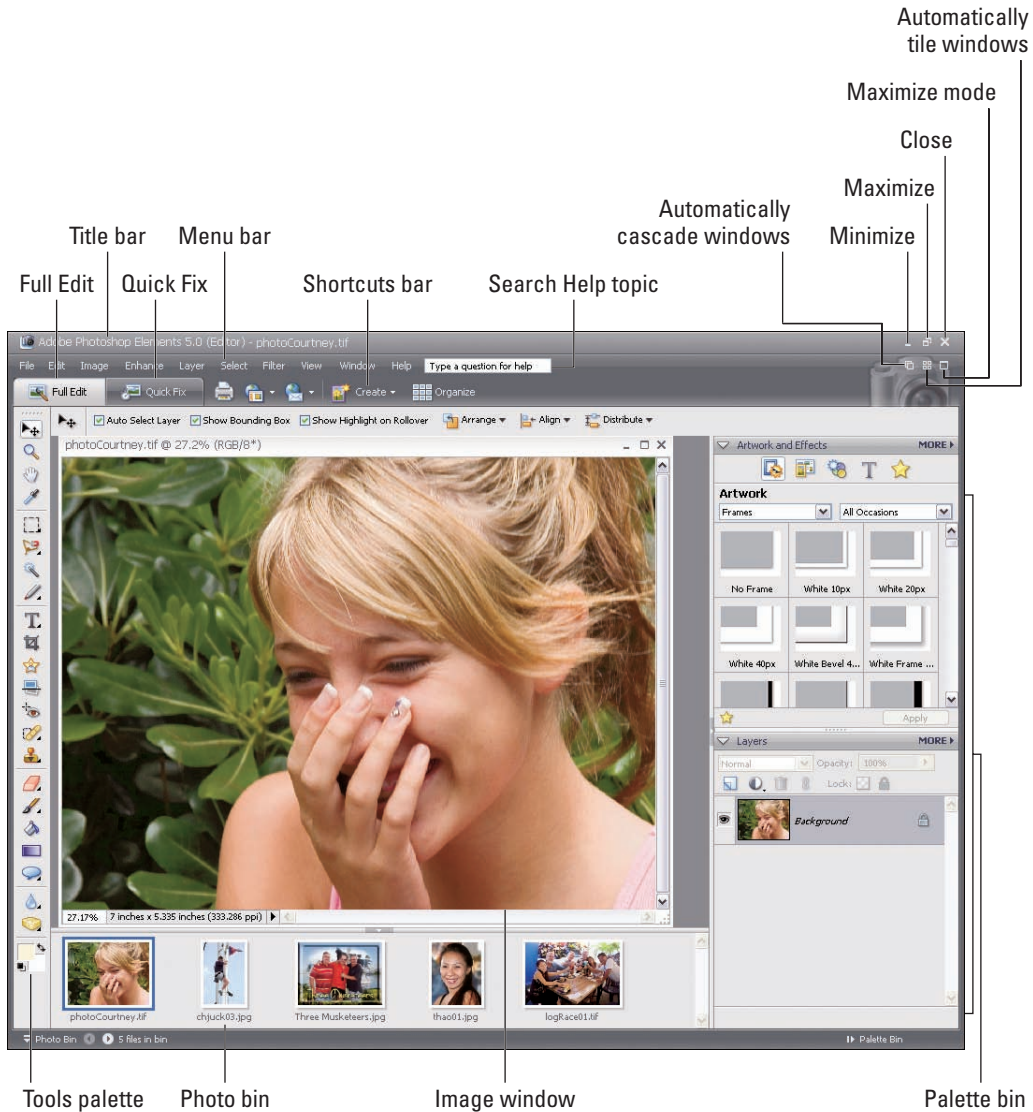 Automatically
tile windows
Maximize mode
Close
Maximize
Automatically
cascade windows
Minimize
Title bar
Menu bar
Full Edit
Quick Fix
Shortcuts bar
Search Help topic
Adobe Photoshop Elements 5.0 (Editor) - photoCourtney.tif
File Edit Image Enhance Layer Select Filter View Window Help Type a question for help
Full Edit Quick Fix Create Organize
Auto Select Layer Show Bounding Box Show Highlight on Rollover Arrange Align Distribute
photoCourtney.tif @ 27.2% (RGB/8*)
Artwork and Effects MORE
T
Artwork
Frames All Occasions
No Frame White 10px White 20px
White 40px White Bevel 4... White Frame ...
Apply
Layers MORE
Normal Opacity: 100%
Lock:
Background
T
27.17% 7 inches x 5.335 inches (333.286 ppi)
photoCourtney.tif chjuck03.jpg Three Musketeers.jpg thao01.jpg logRace01.tif
Photo Bin 5 files in bin Palette Bin
Tools palette
Photo bin
Image window
Palette bin